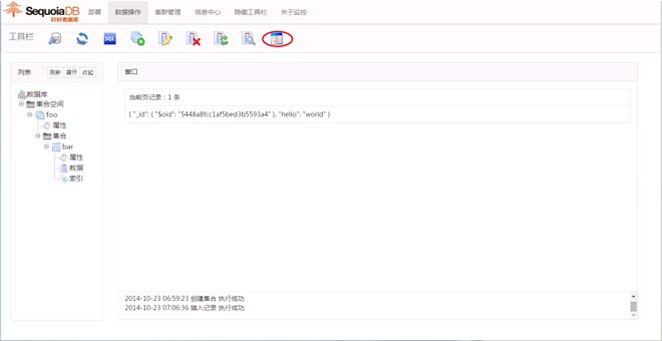 SequoiaDB
巨杉数据库
部署 数据操作 集群管理 信息中心 隐藏工具栏 关于监控
工具栏
SQL
列表 刷新 展开 收起
窗口
当前页记录：1 条
{ "_id": { "$oid": "5448a8fcc1af5bed3b5593a4" }, "hello": "world" }
数据库
集合空间
foo
属性
集合
bar
属性
数据
索引
2014-10-23 06:59:23 创建集合 执行成功
2014-10-23 07:06:36 插入记录 执行成功